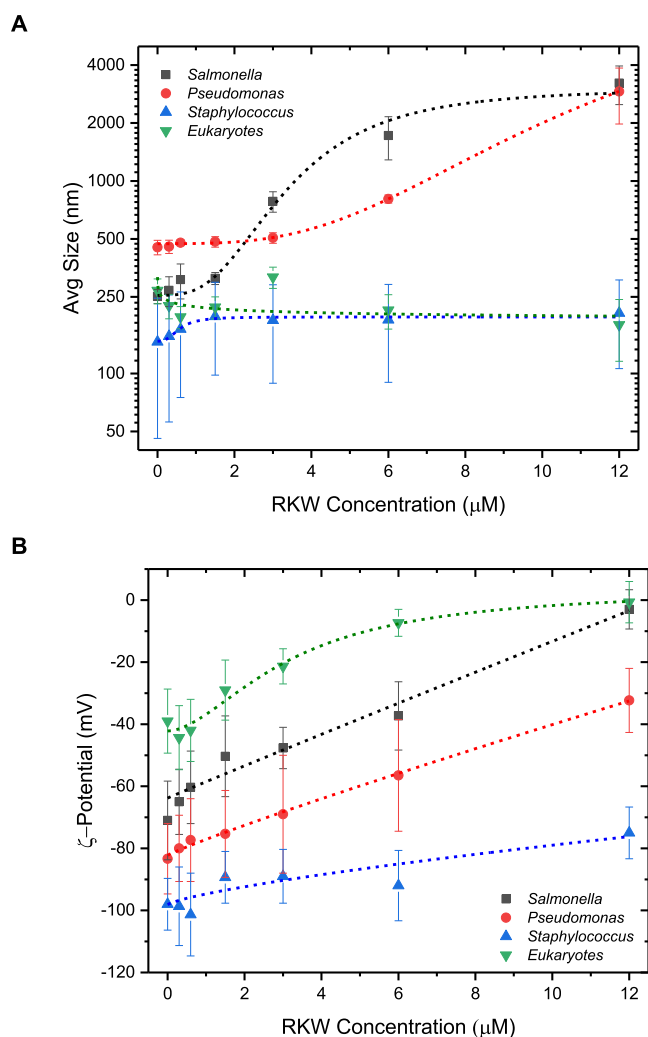 A
4000
2000
1000
500
250
100
50
Avg Size (nm)
Salmonella
Pseudomonas
Staphylococcus
Eukaryotes
0 2 4 6 8 10 12
RKW Concentration (μM)
B
0
-20
-40
-60
-80
-100
-120
ζ–Potential (mV)
Salmonella
Pseudomonas
Staphylococcus
Eukaryotes
0 2 4 6 8 10 12
RKW Concentration (μM)